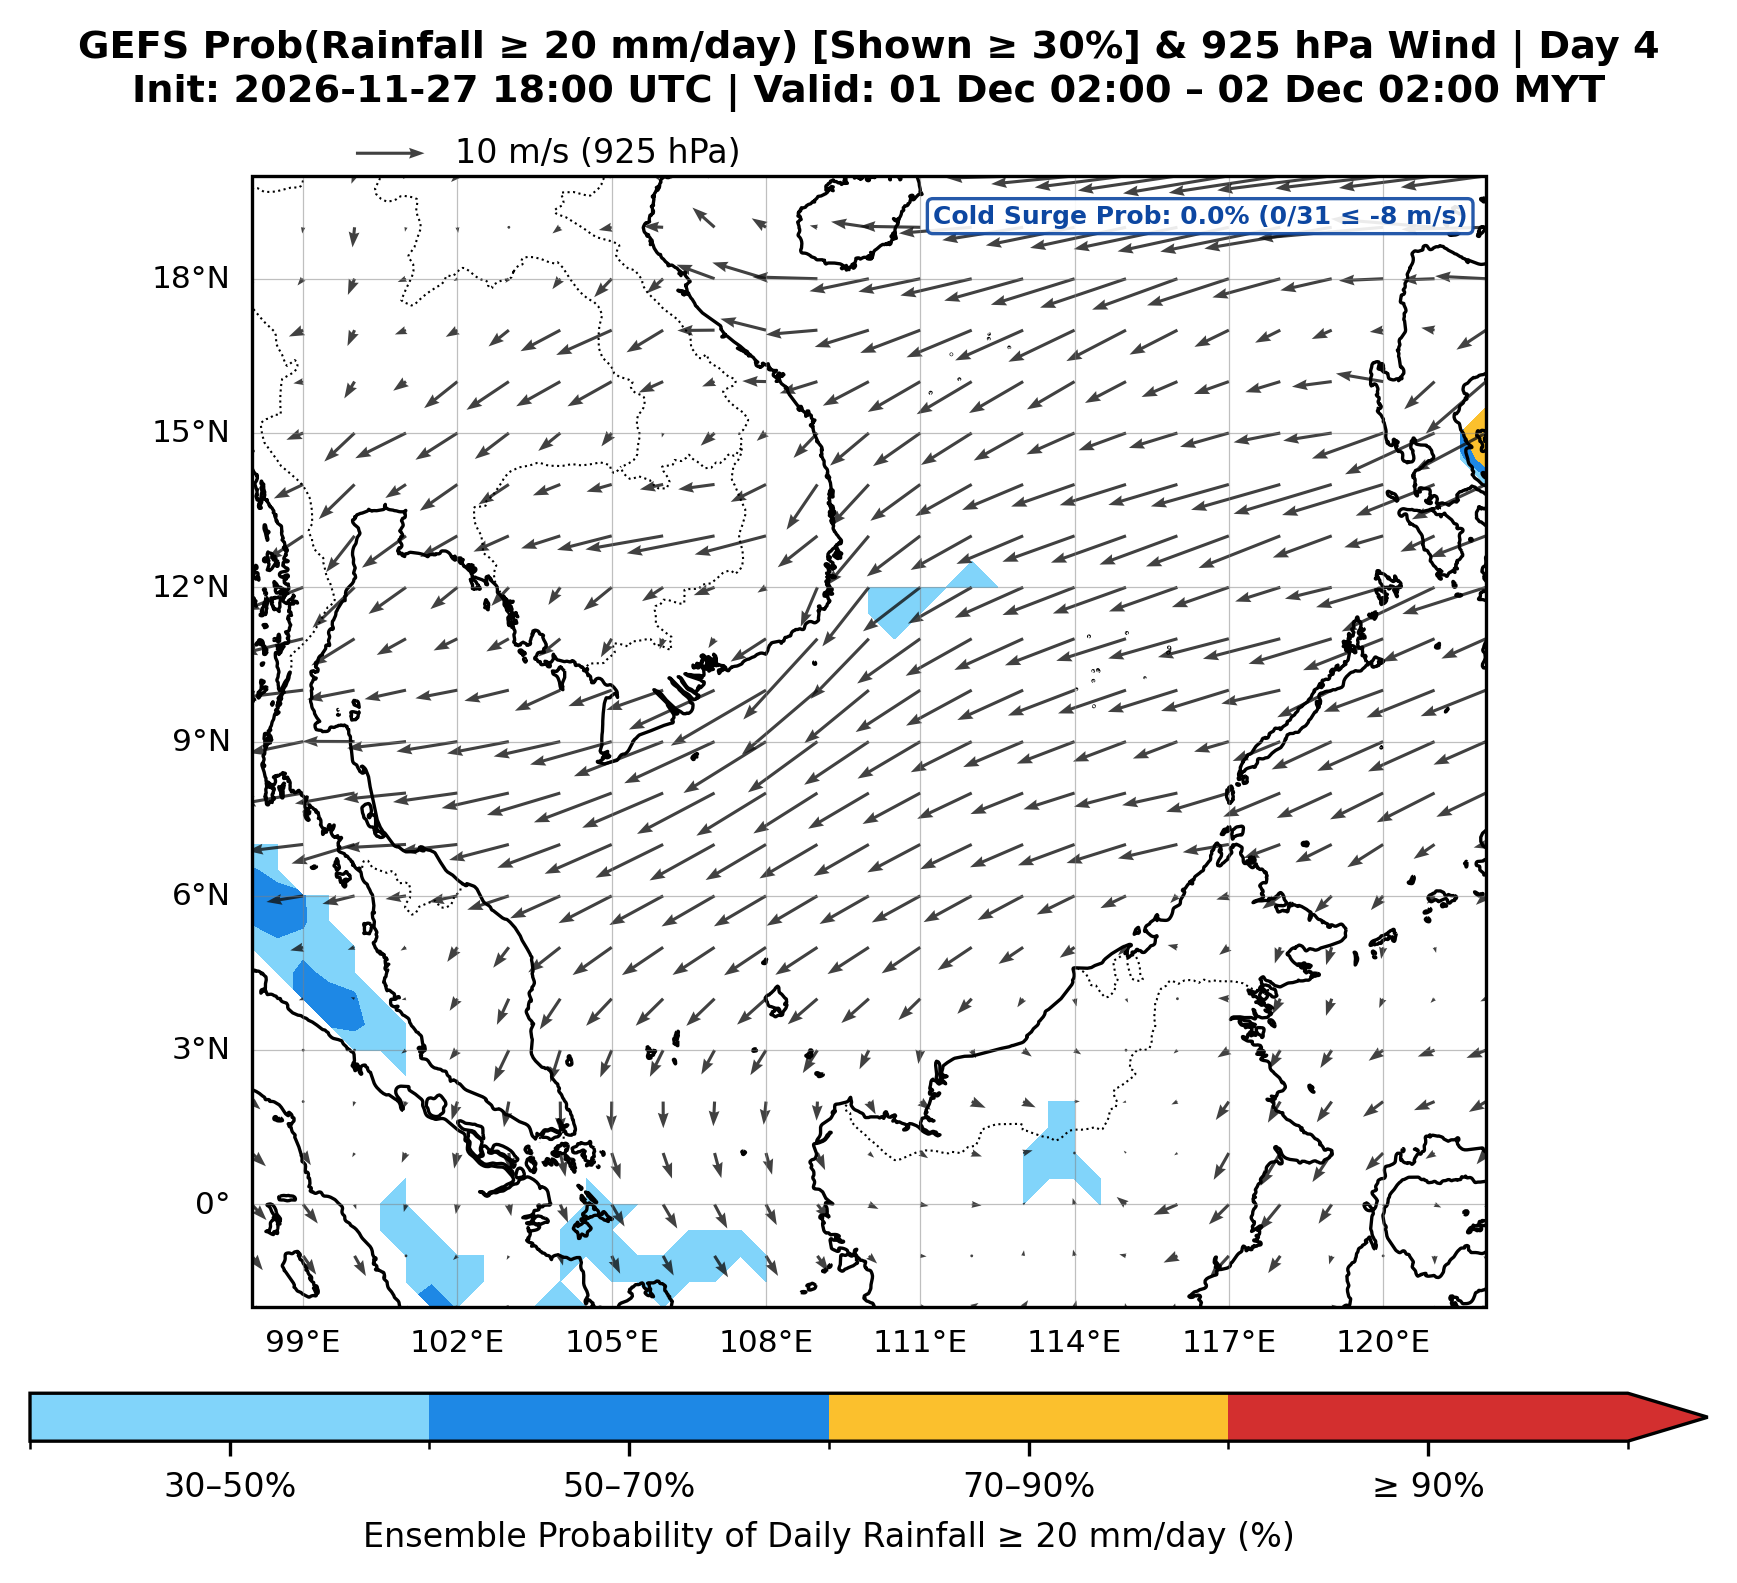 GEFS Prob(Rainfall ≥ 20 mm/day) [Shown ≥ 30%] & 925 hPa Wind | Day 4
Init: 2026-11-27 18:00 UTC | Valid: 01 Dec 02:00 – 02 Dec 02:00 MYT
10 m/s (925 hPa)
Cold Surge Prob: 0.0% (0/31 ≤ -8 m/s)
18°N
15°N
12°N
9°N
6°N
3°N
0°
99°E 102°E 105°E 108°E 111°E 114°E 117°E 120°E
30–50% 50–70% 70–90% ≥ 90%
Ensemble Probability of Daily Rainfall ≥ 20 mm/day (%)